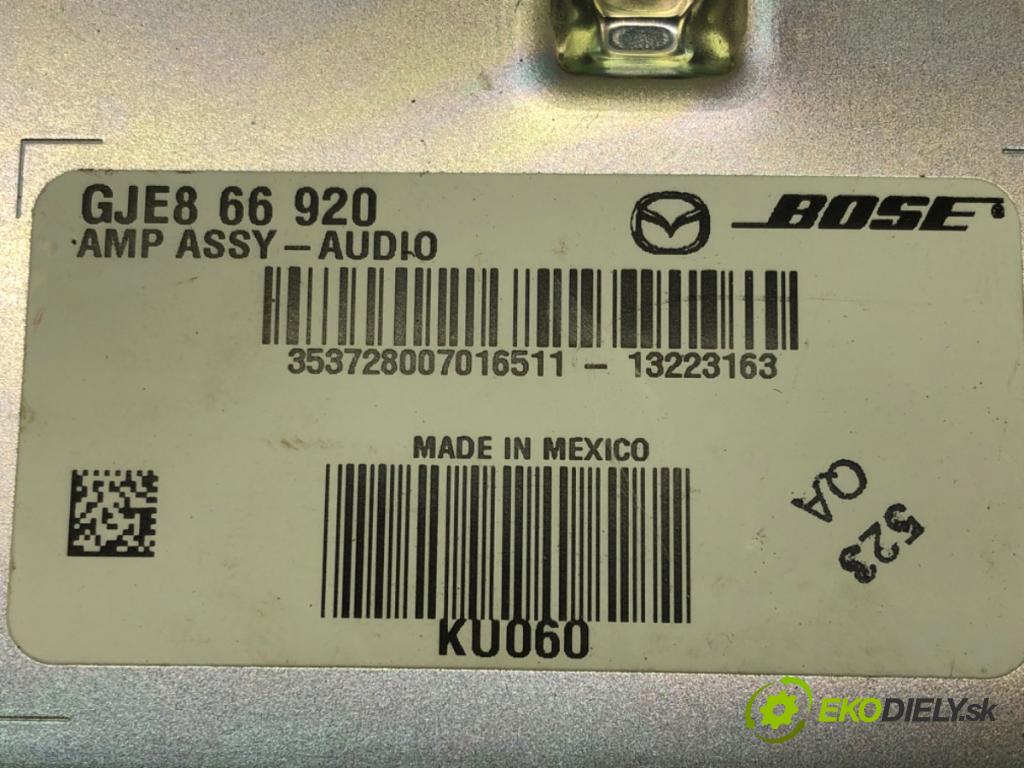 GJE8 66 920
BOSE®
AMP ASSY – AUDIO
353728007016511 – 13223163
MADE IN MEXICO
523
QA
KU060
EKODIELY.sk